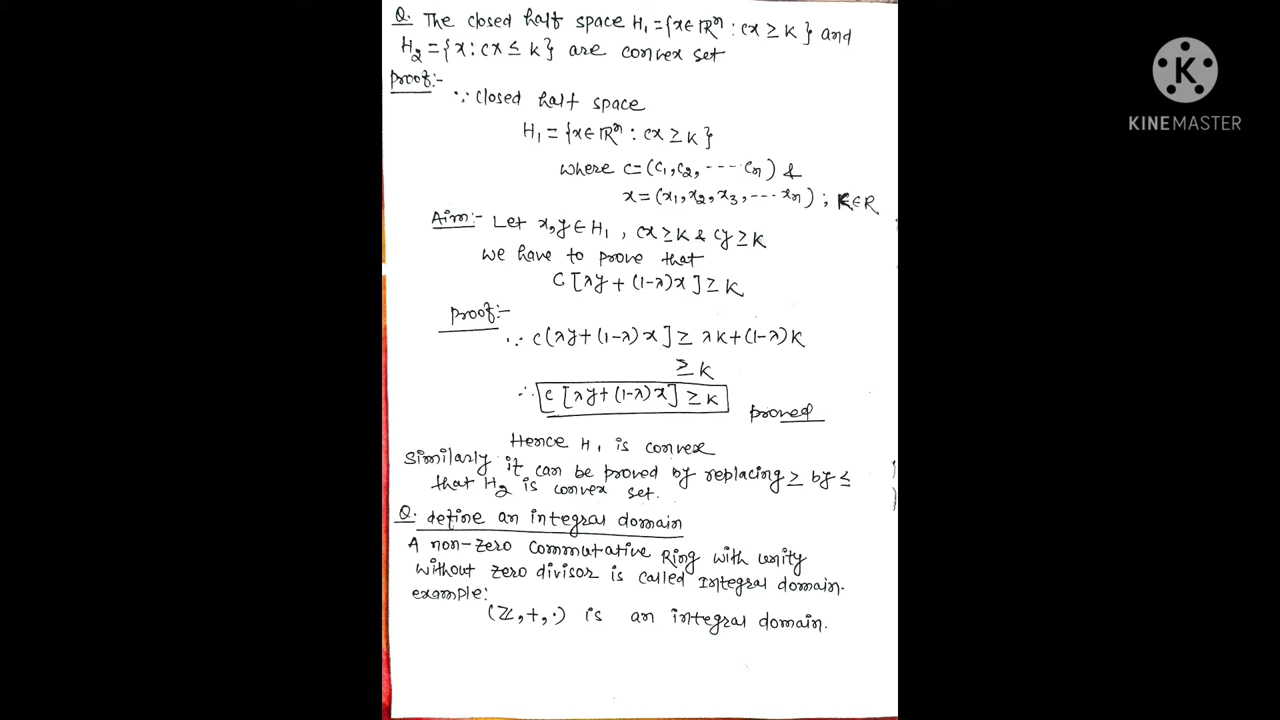 Q. The closed half space H₁ = {x∈ℝⁿ : cx ≥ K} and
H₂ = {x : cx ≤ K} are convex set
Proof:-
∵ closed half space
H₁ = {x∈ℝⁿ : cx ≥ K}
where c = (c₁, c₂, ---- cₙ) &
x = (x₁, x₂, x₃, ---- xₙ) ; K∈R
Aim:- Let x, y ∈ H₁ , cx ≥ K & cy ≥ K
we have to prove that
C [λy + (1-λ)x] ≥ K
Proof:-
∵ c(λy + (1-λ) x] ≥ λK + (1-λ)K
≥ K
∴ C [λy + (1-λ)x] ≥ K
proved
Hence H₁ is convex
Similarly it can be proved by replacing ≥ by ≤
that H₂ is convex set.
Q. define an integral domain
A non-zero commutative Ring with unity
without zero divisor is called Integral domain.
example:
(ℤ, +, ·) is an integral domain.
K
KINEMASTER